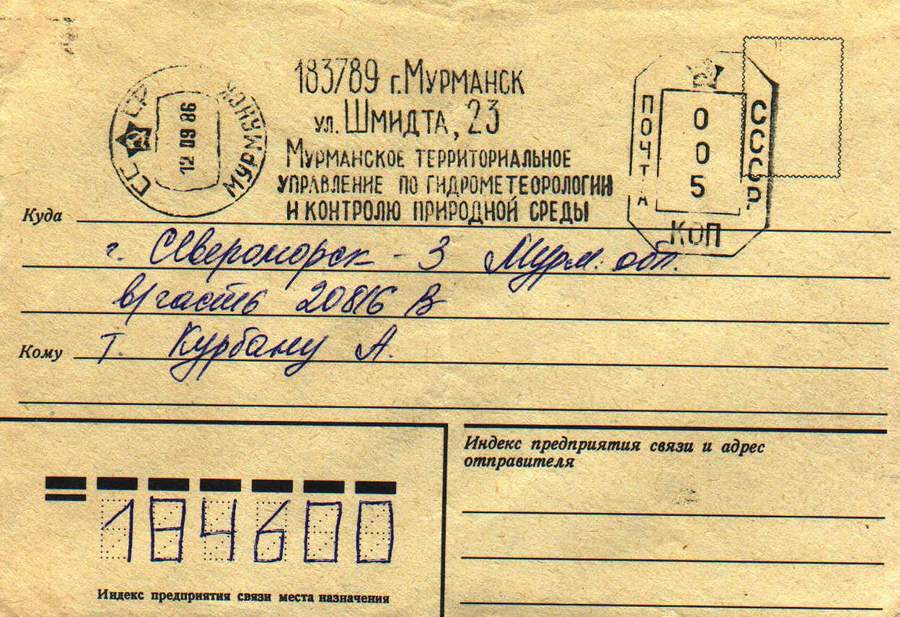 183789 г. МУРМАНСК
ул. ШМИДТА, 23
МУРМАНСКОЕ ТЕРРИТОРИАЛЬНОЕ
УПРАВЛЕНИЕ ПО ГИДРОМЕТЕОРОЛОГИИ
И КОНТРОЛЮ ПРИРОДНОЙ СРЕДЫ
СССР
12 09 86
МУРМАНСК
ПОЧТА
005
КОП
СССР
Куда
г. Североморск - 3 Мурм. обл.
в/часть 20816 В
Кому Т. Курбану А.
Индекс предприятия связи и адрес
отправителя
184600
Индекс предприятия связи места назначения